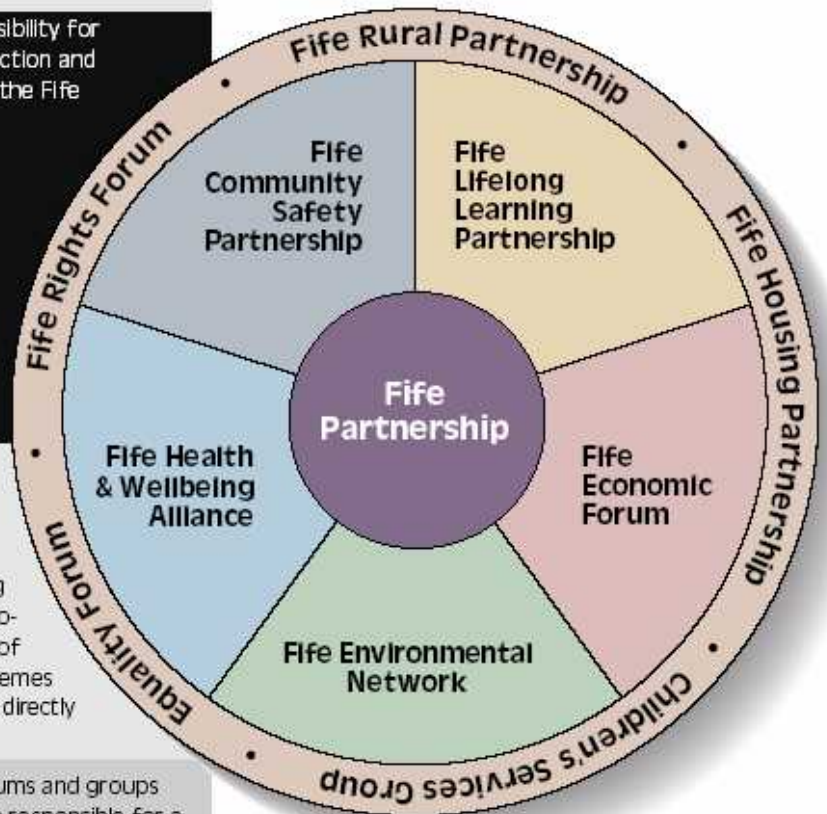 sibility for
ction and
the Fife
directly
ums and groups
Fife Rural Partnership
Fife Housing Partnership
Children's Services Group
Equality Forum
Fife Rights Forum
Fife
Community
Safety
Partnership
Fife
Lifelong
Learning
Partnership
Fife
Partnership
Fife Health
& Wellbeing
Alliance
Fife
Economic
Forum
Fife Environmental
Network
g
o-
of
emes